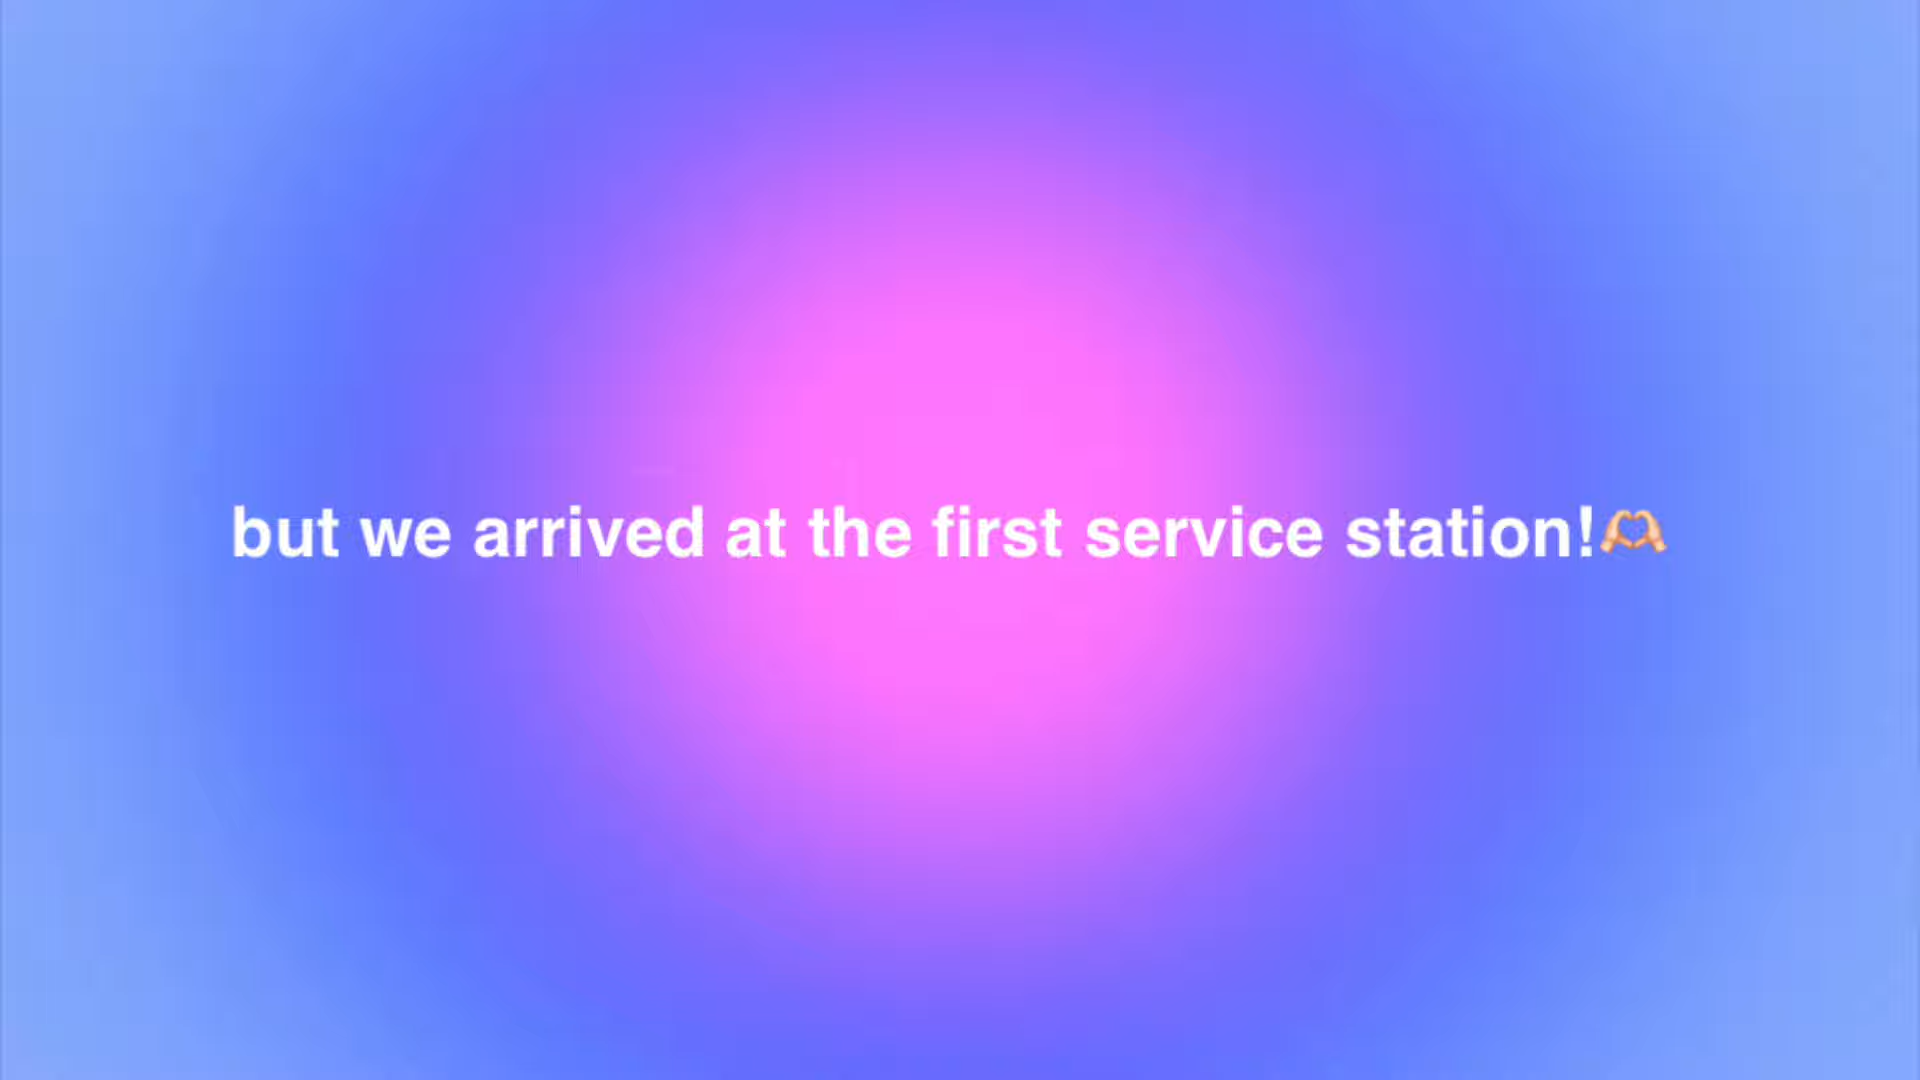 but we arrived at the first service station!🫶🏻